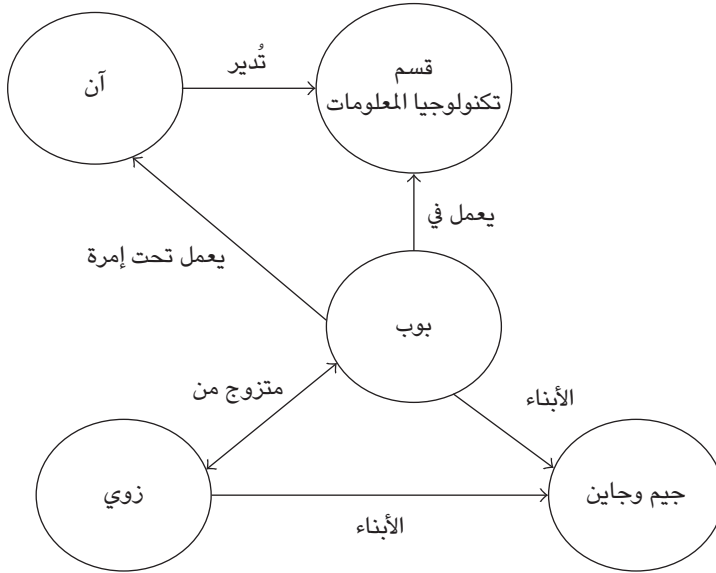 قسم
تكنولوجيا المعلومات
تُدير
آن
يعمل في
يعمل تحت إمرة
بوب
متزوج من
الأبناء
جيم وجاين
زوي
الأبناء